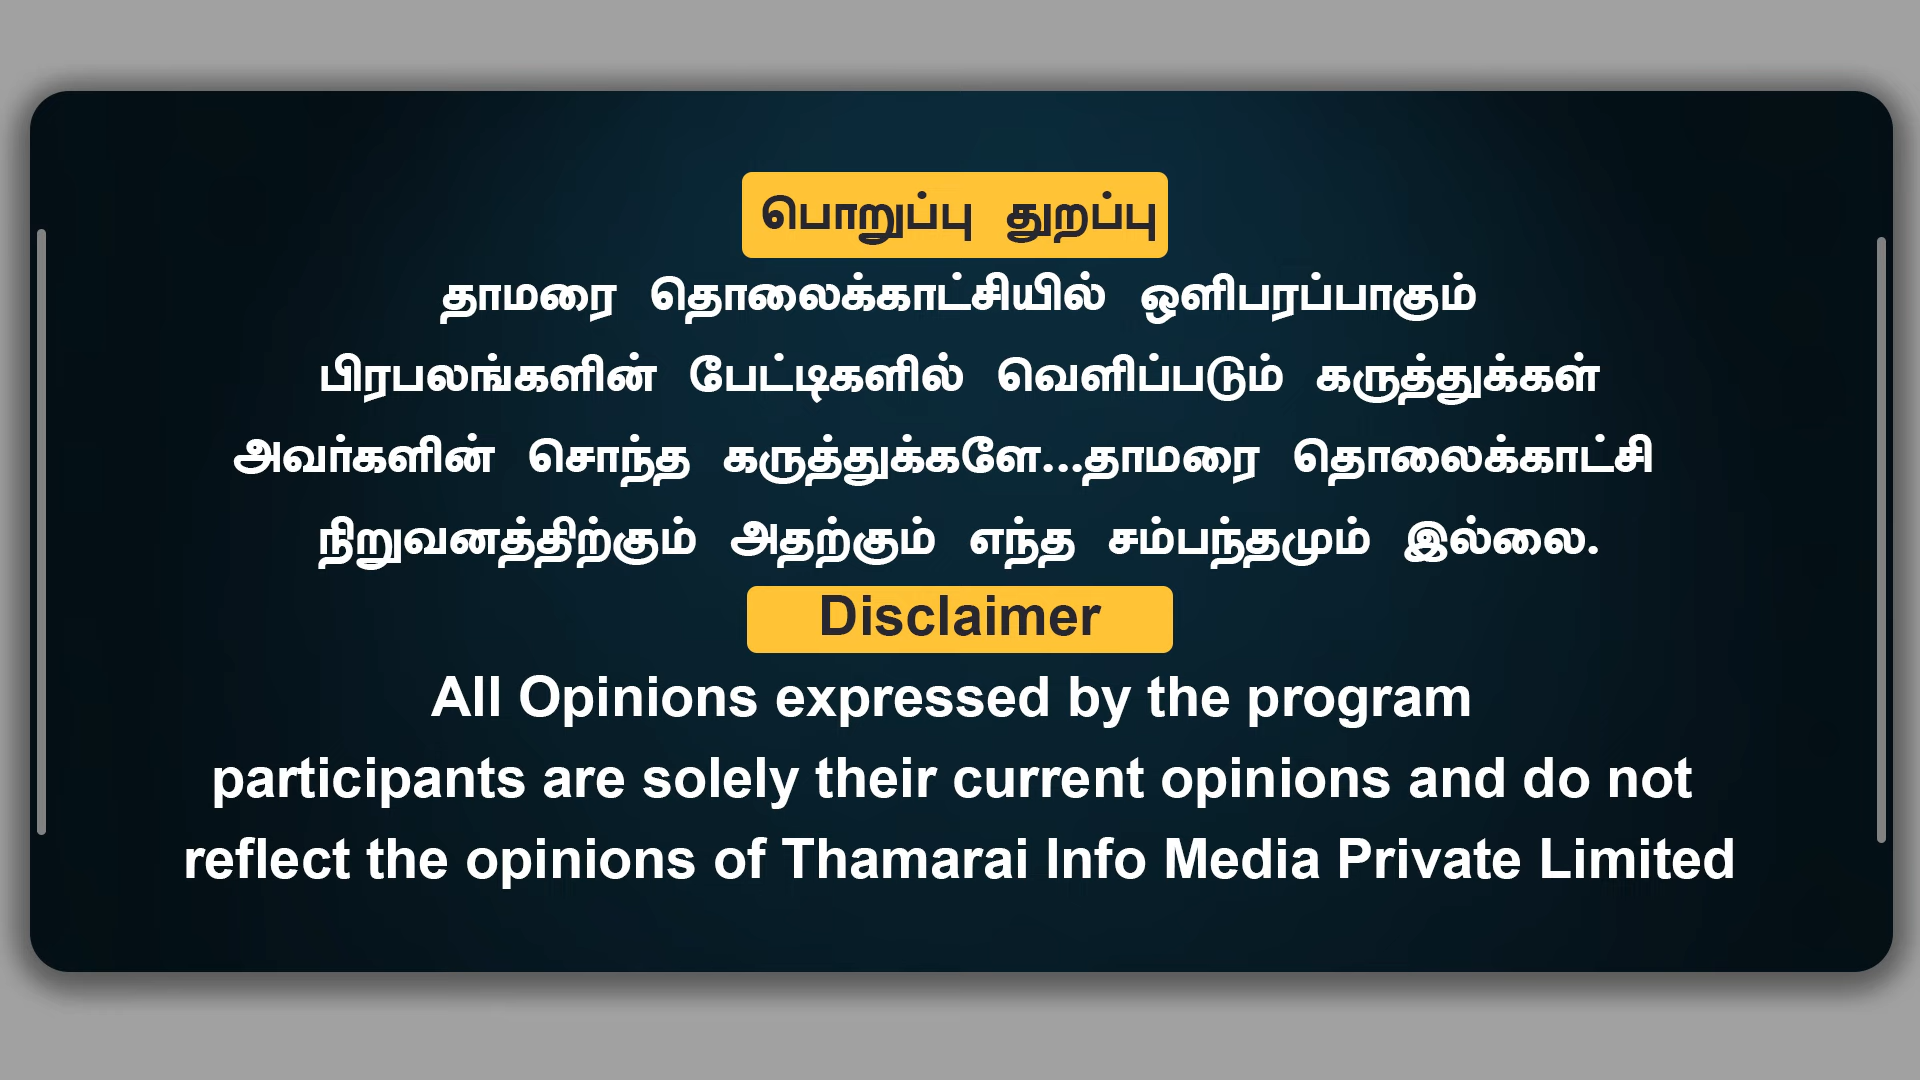 பொறுப்பு துறப்பு
தாமரை தொலைக்காட்சியில் ஒளிபரப்பாகும்
பிரபலங்களின் பேட்டிகளில் வெளிப்படும் கருத்துக்கள்
அவர்களின் சொந்த கருத்துக்களே...தாமரை தொலைக்காட்சி
நிறுவனத்திற்கும் அதற்கும் எந்த சம்பந்தமும் இல்லை.
Disclaimer
All Opinions expressed by the program
participants are solely their current opinions and do not
reflect the opinions of Thamarai Info Media Private Limited